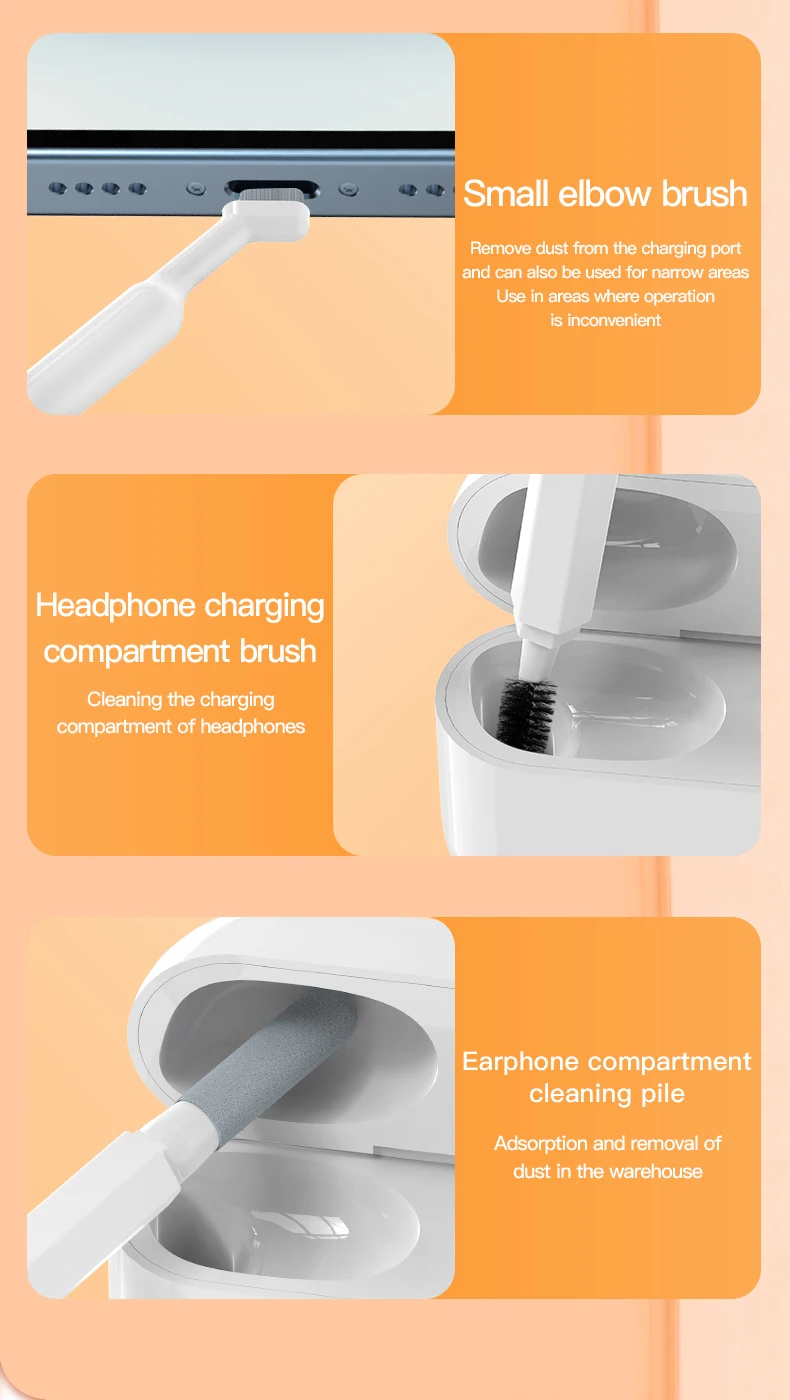 Small elbow brush
Remove dust from the charging port
and can also be used for narrow areas
Use in areas where operation
is inconvenient
Headphone charging
compartment brush
Cleaning the charging
compartment of headphones
Earphone compartment
cleaning pile
Adsorption and removal of
dust in the warehouse